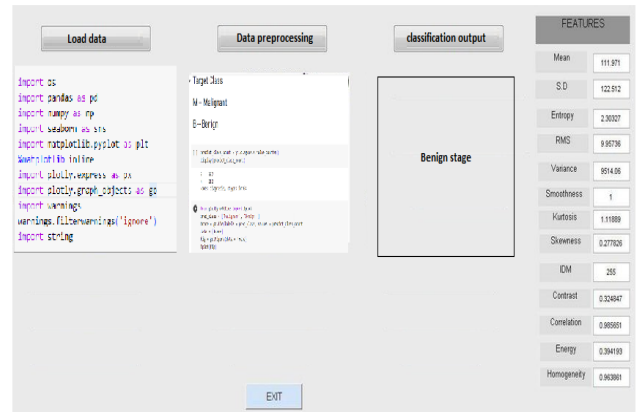 Load data
Data preprocessing
classification output
FEATURES
import os
import pandas as pd
import numpy as np
import seaborn as sns
import matplotlib.pyplot as plt
%matplotlib inline
import plotly.express as px
import plotly.graph_objects as go
import warnings
warnings.filterwarnings('ignore')
import string
Target Class
M - Malignant
B - Benign
Benign stage
Mean 111.971
S.D 122.512
Entropy 2.30327
RMS 9.95736
Variance 9514.06
Smoothness 1
Kurtosis 1.11889
Skewness 0.277826
IDM 255
Contrast 0.324847
Correlation 0.985651
Energy 0.394193
Homogeneity 0.963861
EXIT